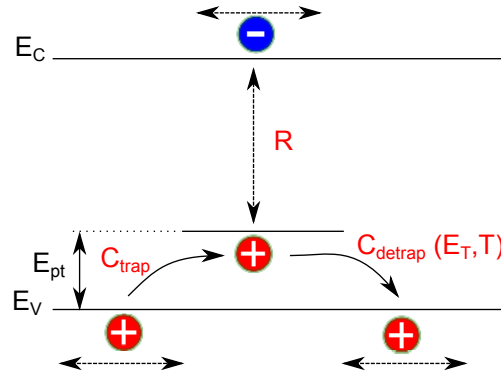 −
E_C
R
C_trap
+
C_detrap (E_T,T)
E_pt
E_V
+
+